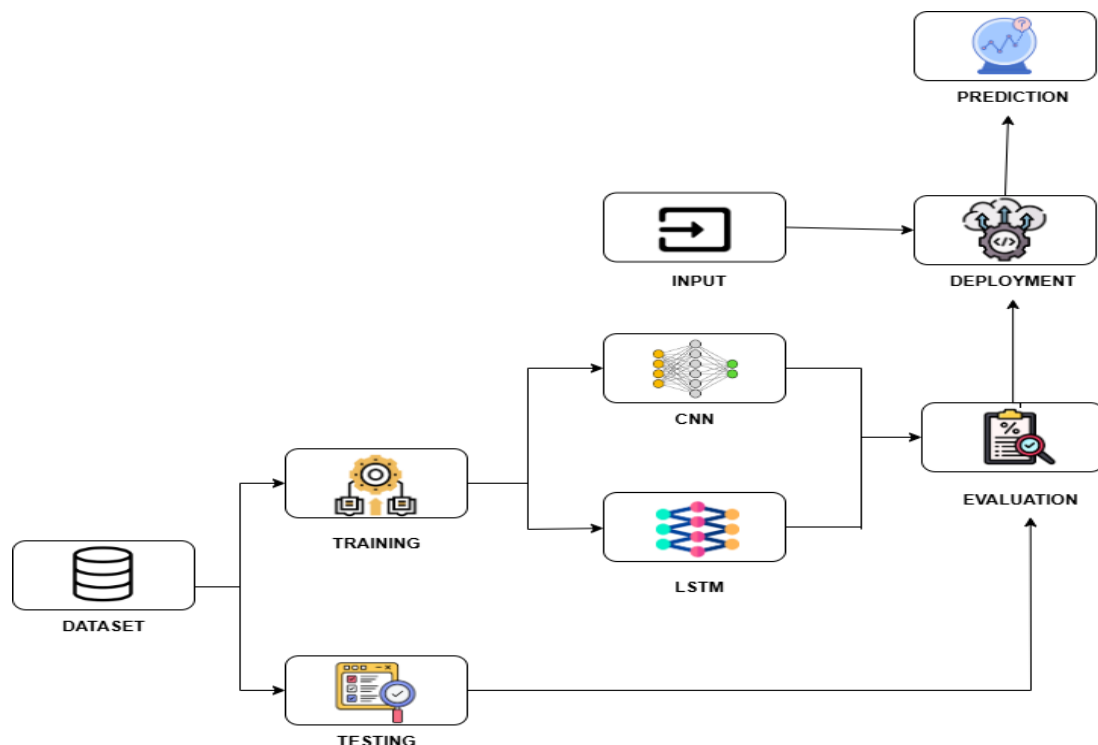 PREDICTION
INPUT
DEPLOYMENT
CNN
EVALUATION
TRAINING
LSTM
DATASET
TESTING